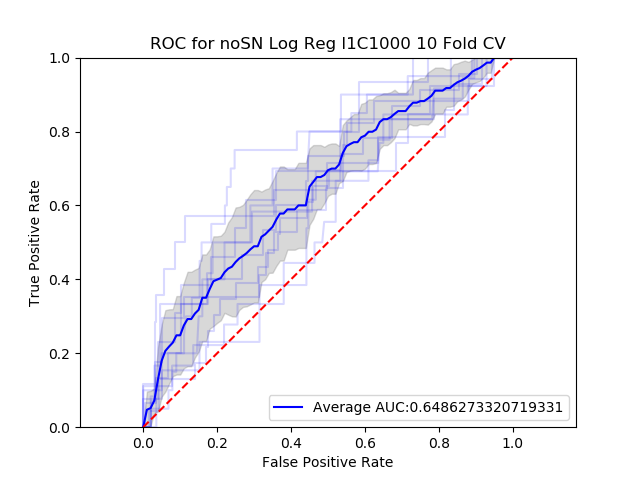 ROC for noSN Log Reg l1C1000 10 Fold CV
True Positive Rate
1.0
0.8
0.6
0.4
0.2
0.0
Average AUC:0.6486273320719331
0.0 0.2 0.4 0.6 0.8 1.0
False Positive Rate